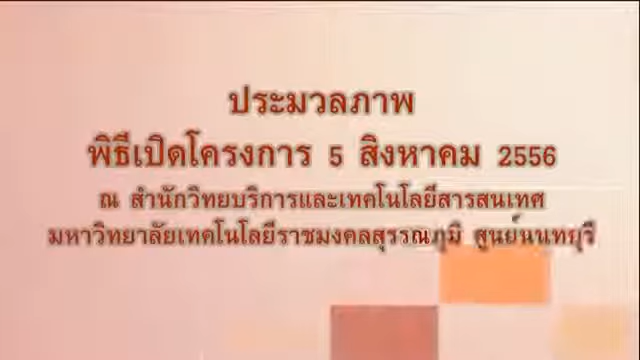 ประมวลภาพ
พิธีเปิดโครงการ 5 สิงหาคม 2556
ณ สำนักวิทยบริการและเทคโนโลยีสารสนเทศ
มหาวิทยาลัยเทคโนโลยีราชมงคลสุวรรณภูมิ ศูนย์นนทบุรี